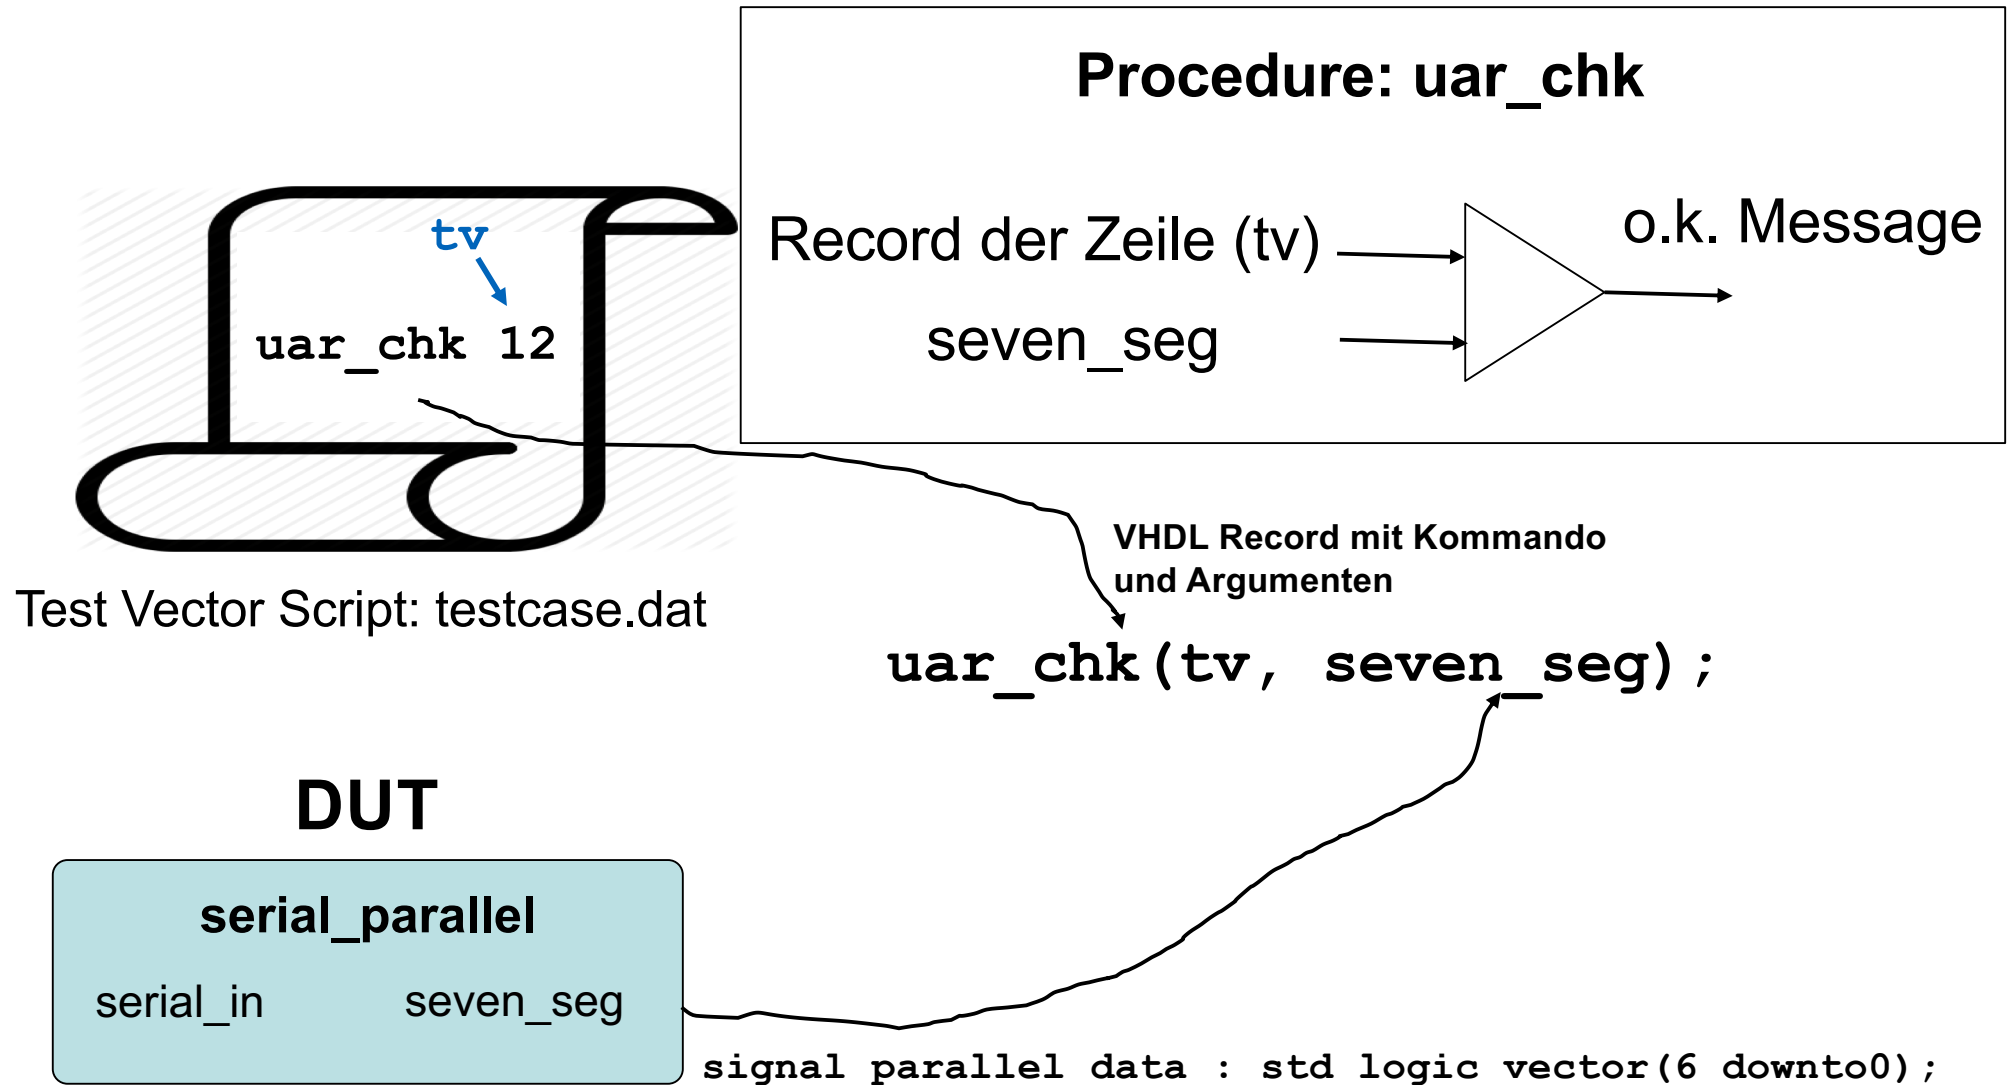 Procedure: uar_chk
Record der Zeile (tv)
o.k. Message
seven_seg
tv
uar_chk 12
Test Vector Script: testcase.dat
VHDL Record mit Kommando
und Argumenten
uar_chk(tv, seven_seg);
DUT
serial_parallel
serial_in
seven_seg
signal parallel data : std logic vector(6 downto0);